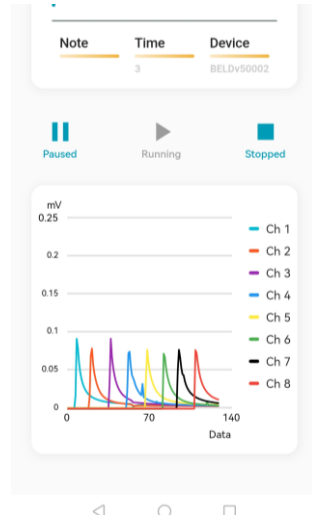 Note Time Device
3 BELDv50002
Paused Running Stopped
mV
0.25
0.2
0.15
0.1
0.05
0
0 70 140
Data
Ch 1
Ch 2
Ch 3
Ch 4
Ch 5
Ch 6
Ch 7
Ch 8